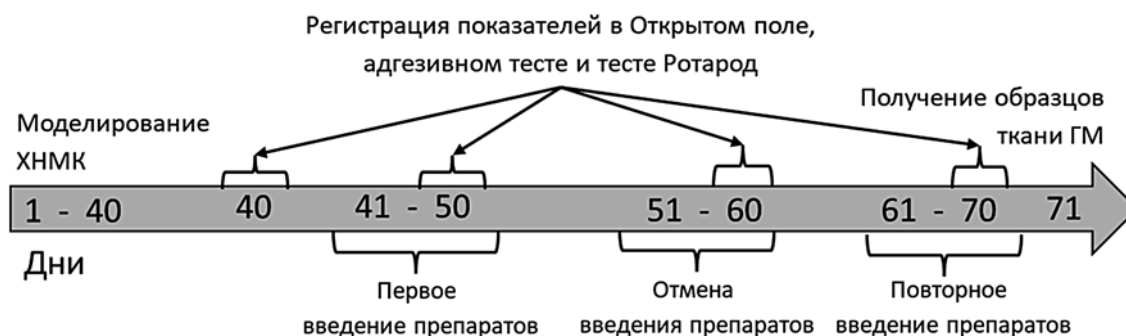 Регистрация показателей в Открытом поле,
адгезивном тесте и тесте Ротарод
Моделирование
ХНМК
Получение образцов
ткани ГМ
1 - 40 40 41 - 50 51 - 60 61 - 70 71
Дни
Первое
введение препаратов
Отмена
введения препаратов
Повторное
введение препаратов